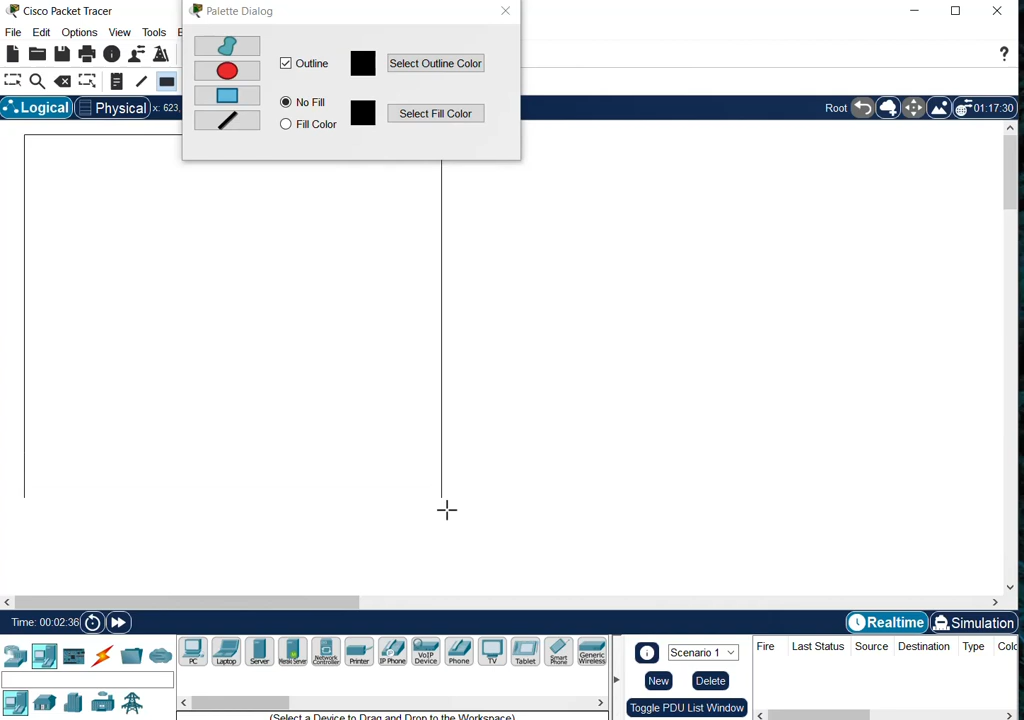 Cisco Packet Tracer
Palette Dialog
File Edit Options View Tools E
Outline
Select Outline Color
No Fill
Fill Color
Select Fill Color
?
Logical
Physical
x: 623,
Root
01:17:30
Time: 00:02:36
Realtime
Simulation
PC
Laptop
Server
Meraki Server
Network Controller
Printer
IP Phone
VoIP Device
Phone
TV
Tablet
Smart Phone
Generic Wireless
(Select a Device to Drag and Drop to the Workspace)
Scenario 1
New
Delete
Toggle PDU List Window
Fire Last Status Source Destination Type Colo